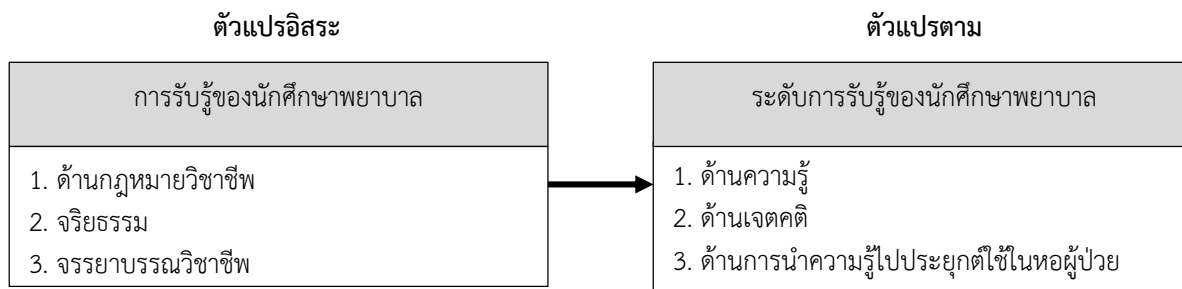 ตัวแปรอิสระ
การรับรู้ของนักศึกษาพยาบาล
1. ด้านกฎหมายวิชาชีพ
2. จริยธรรม
3. จรรยาบรรณวิชาชีพ
ตัวแปรตาม
ระดับการรับรู้ของนักศึกษาพยาบาล
1. ด้านความรู้
2. ด้านเจตคติ
3. ด้านการนำความรู้ไปประยุกต์ใช้ในหอผู้ป่วย